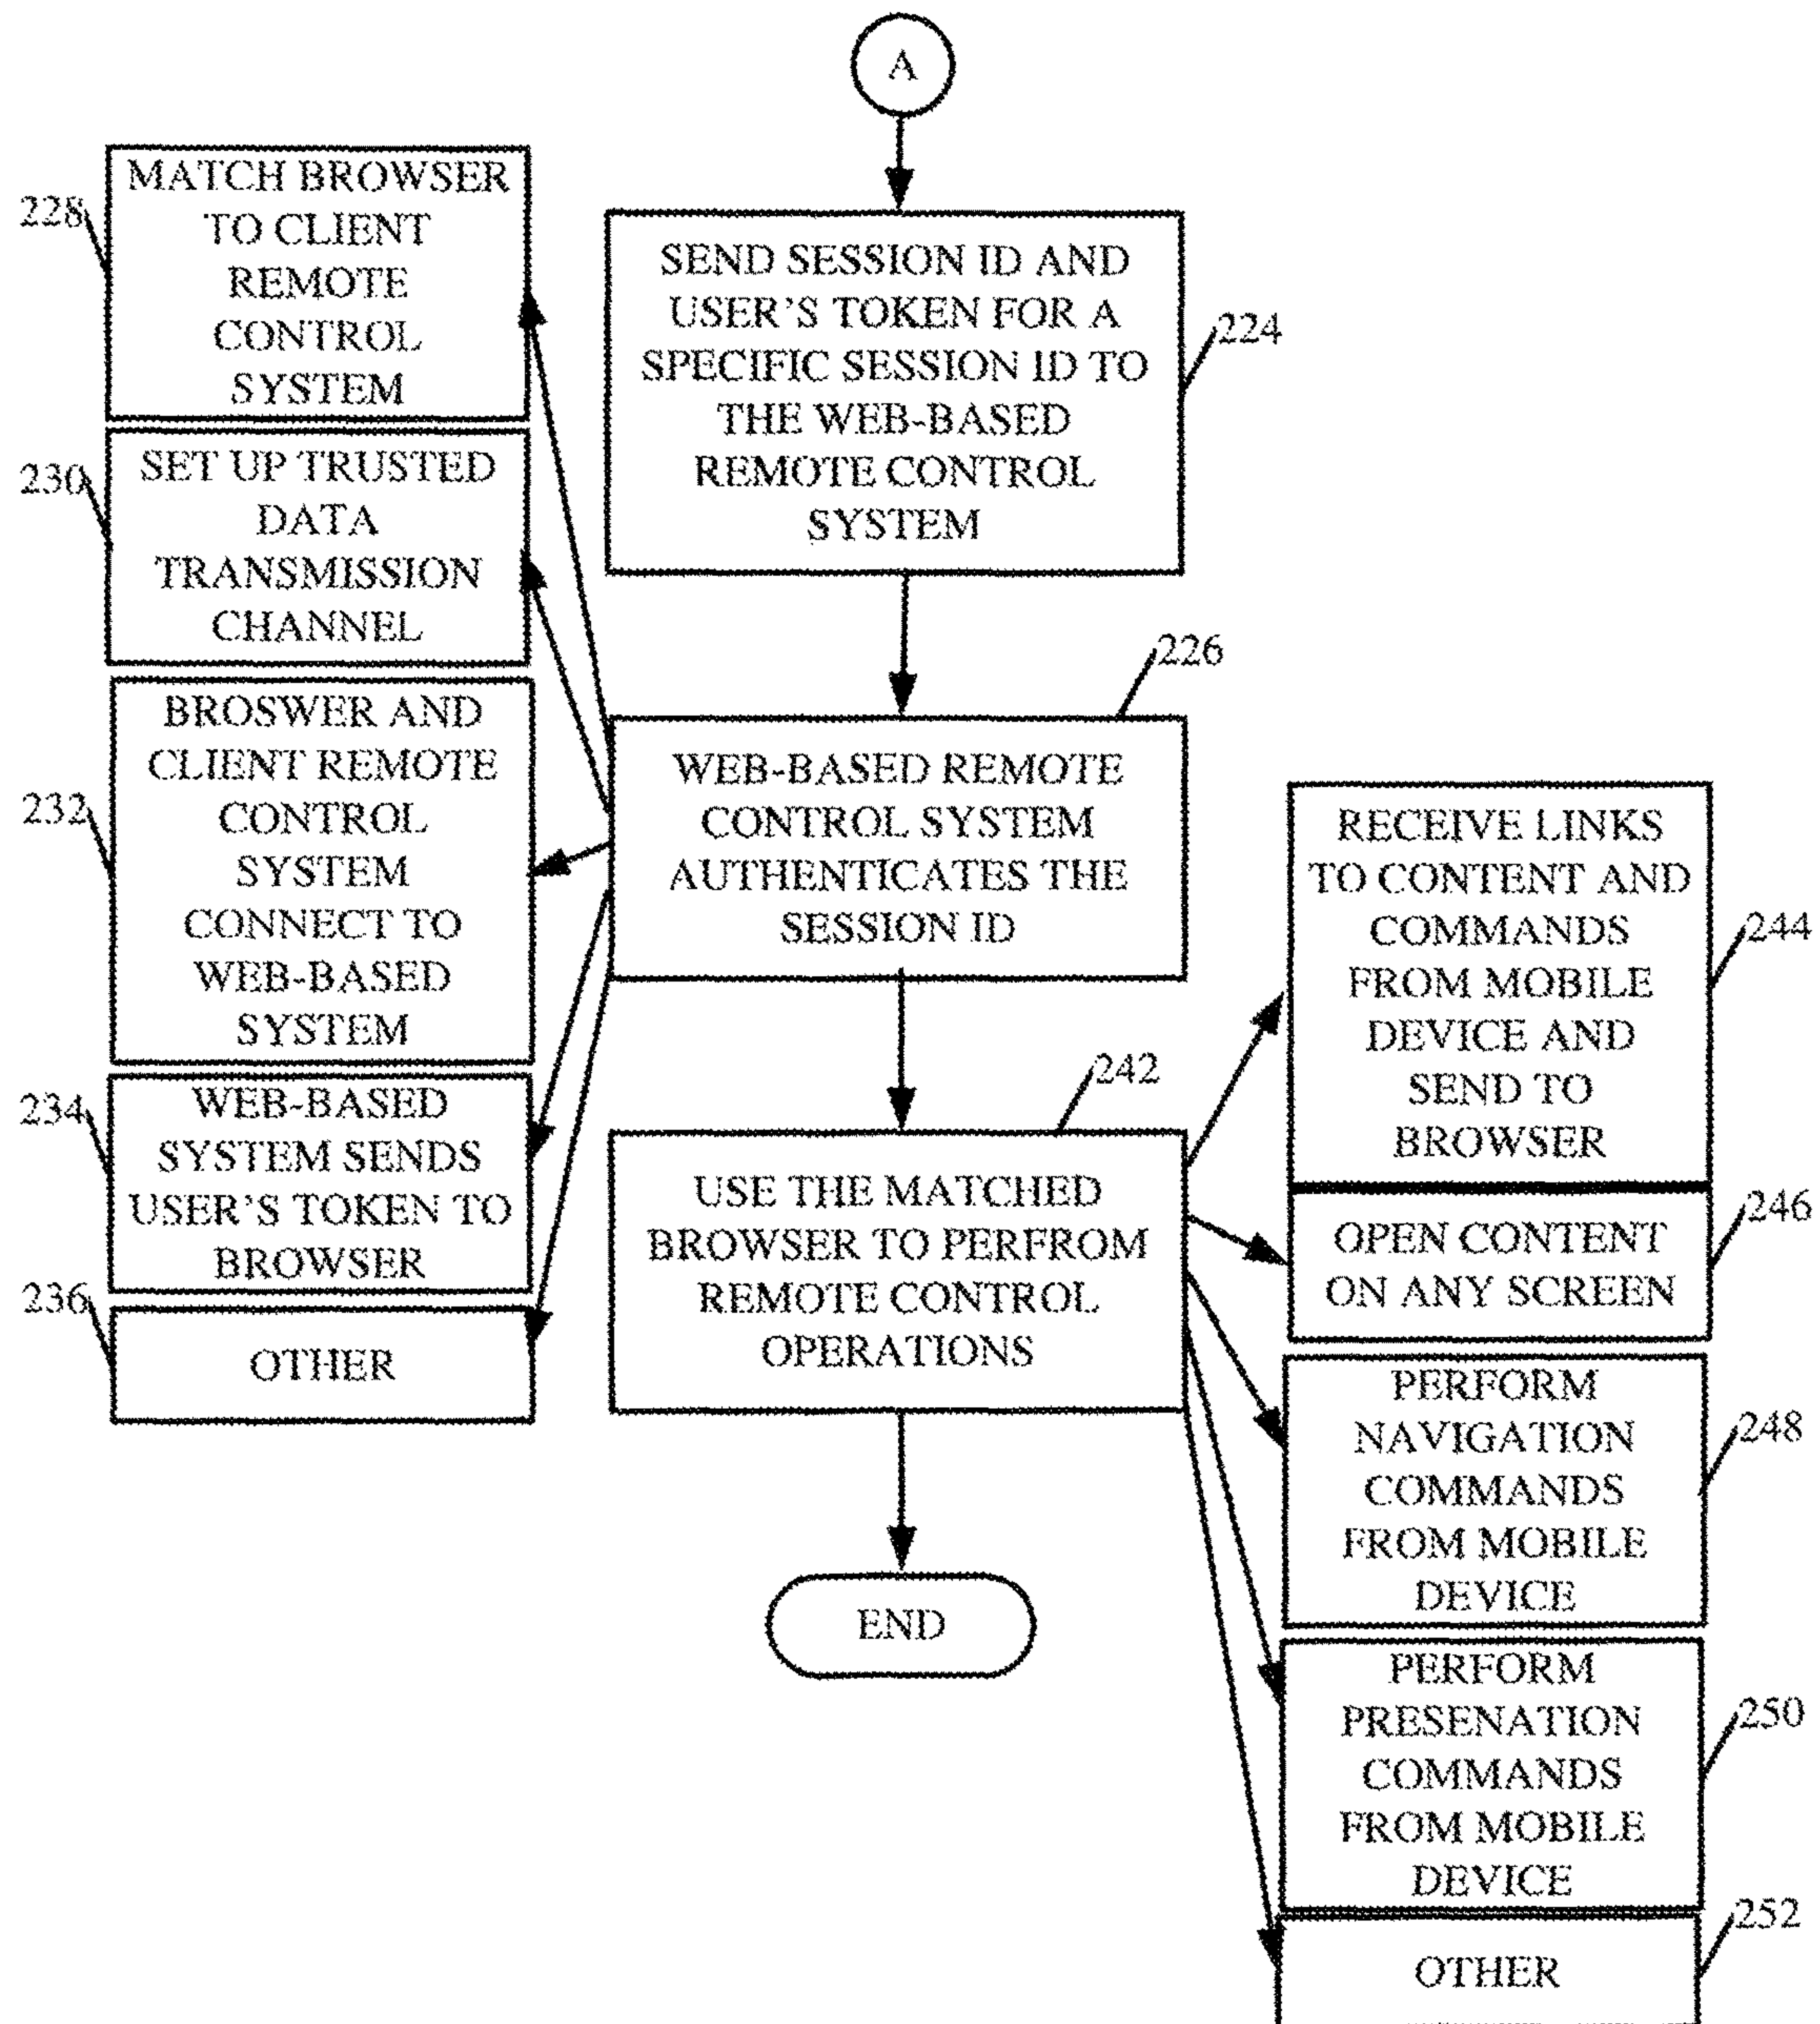 A
SEND SESSION ID AND
USER'S TOKEN FOR A
SPECIFIC SESSION ID TO
THE WEB-BASED
REMOTE CONTROL
SYSTEM
224
MATCH BROWSER
TO CLIENT
REMOTE
CONTROL
SYSTEM
228
SET UP TRUSTED
DATA
TRANSMISSION
CHANNEL
230
BROSWER AND
CLIENT REMOTE
CONTROL
SYSTEM
CONNECT TO
WEB-BASED
SYSTEM
232
WEB-BASED
SYSTEM SENDS
USER'S TOKEN TO
BROWSER
234
OTHER
236
WEB-BASED REMOTE
CONTROL SYSTEM
AUTHENTICATES THE
SESSION ID
226
USE THE MATCHED
BROWSER TO PERFROM
REMOTE CONTROL
OPERATIONS
242
END
RECEIVE LINKS
TO CONTENT AND
COMMANDS
FROM MOBILE
DEVICE AND
SEND TO
BROWSER
244
OPEN CONTENT
ON ANY SCREEN
246
PERFORM
NAVIGATION
COMMANDS
FROM MOBILE
DEVICE
248
PERFORM
PRESENATION
COMMANDS
FROM MOBILE
DEVICE
250
OTHER
252